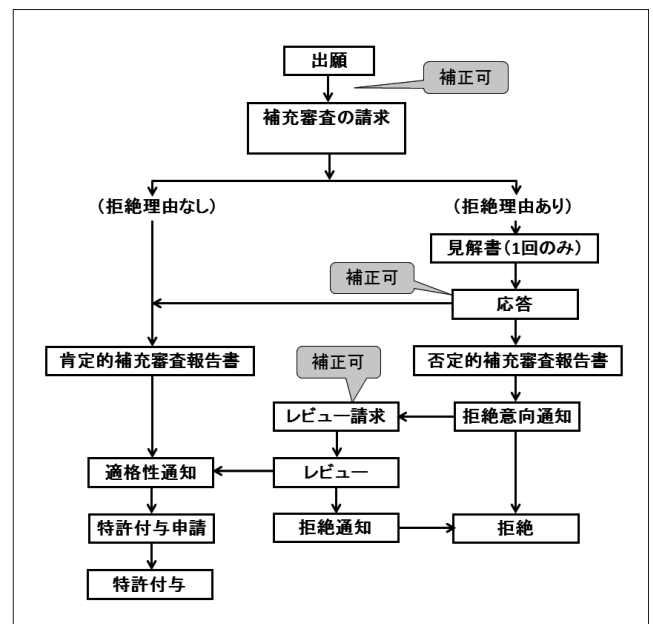 出願
補正可
補充審査の請求
(拒絶理由なし)
(拒絶理由あり)
見解書(1回のみ)
補正可
応答
肯定的補充審査報告書
補正可
否定的補充審査報告書
レビュー請求
拒絶意向通知
適格性通知
レビュー
特許付与申請
拒絶通知
拒絶
特許付与